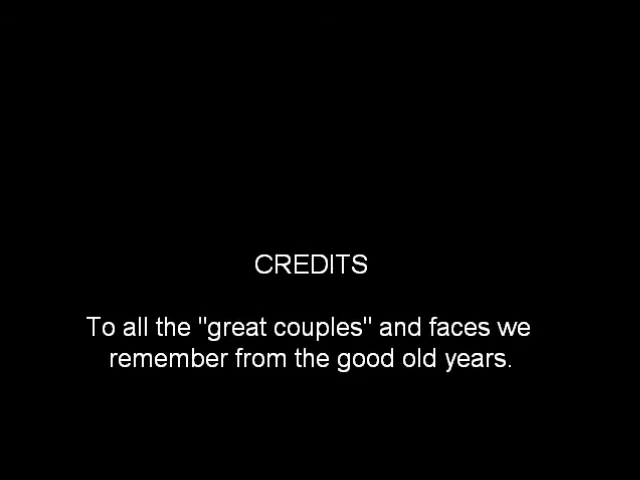 CREDITS
To all the "great couples" and faces we
remember from the good old years.